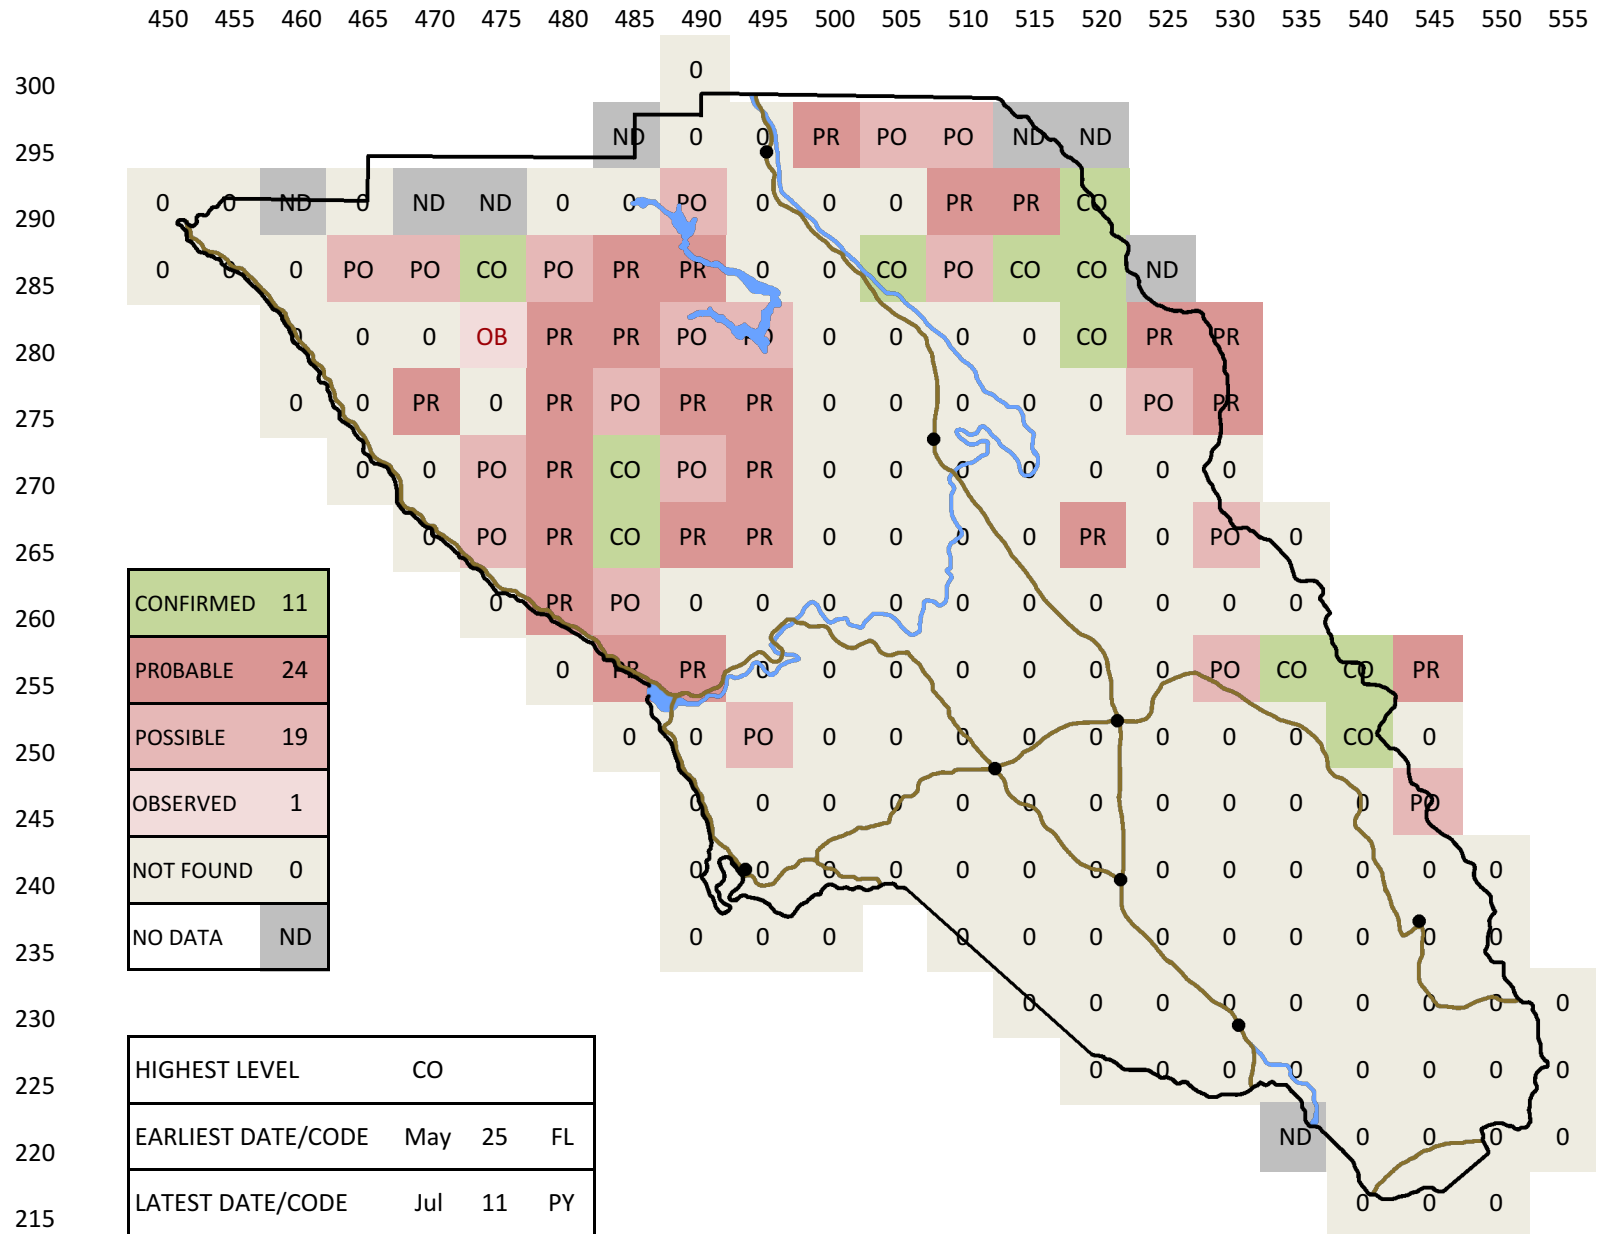 450 455 460 465 470 475 480 485 490 495 500 505 510 515 520 525 530 535 540 545 550 555
300 0
295 ND 0 0 PR PO PO ND ND
290 0 0 ND 0 ND ND 0 0 PO 0 0 0 PR PR CO
285 0 0 0 PO PO CO PO PR PR 0 0 CO PO CO CO ND
280 0 0 0 OB PR PR PO PO 0 0 0 0 CO PR PR
275 0 0 PR 0 PR PO PR PR 0 0 0 0 0 PO PR
270 0 0 PO PR CO PO PR 0 0 0 0 0 0 0
265 0 PO PR CO PR PR 0 0 0 0 PR 0 PO 0
260 0 PR PO 0 0 0 0 0 0 0 0 0 0
255 0 PR PR 0 0 0 0 0 0 0 PO CO CO PR
250 0 0 PO 0 0 0 0 0 0 0 0 CO 0
245 0 0 0 0 0 0 0 0 0 0 0 PO
240 0 0 0 0 0 0 0 0 0 0 0 0 0
235 0 0 0 0 0 0 0 0 0 0 0 0
230 0 0 0 0 0 0 0 0 0
225 0 0 0 0 0 0 0 0
220 ND 0 0 0 0
215 0 0 0
CONFIRMED 11
PR0BABLE 24
POSSIBLE 19
OBSERVED 1
NOT FOUND 0
NO DATA ND
HIGHEST LEVEL CO
EARLIEST DATE/CODE May 25 FL
LATEST DATE/CODE Jul 11 PY